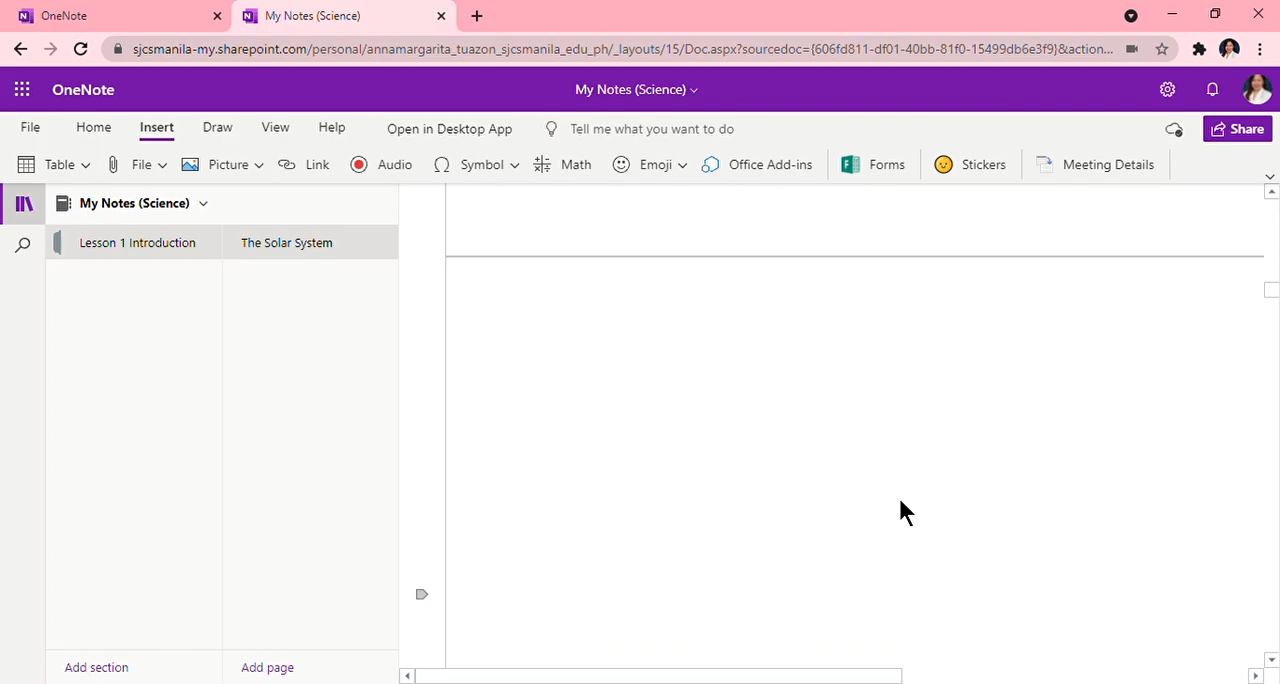 OneNote
My Notes (Science)
sjcsmanila-my.sharepoint.com/personal/annamargarita_tuazon_sjcsmanila_edu_ph/_layouts/15/Doc.aspx?sourcedoc={606fd811-df01-40bb-81f0-15499db6e3f9}&action...
OneNote
My Notes (Science)
File Home Insert Draw View Help Open in Desktop App Tell me what you want to do Share
Table File Picture Link Audio Symbol Math Emoji Office Add-ins Forms Stickers Meeting Details
My Notes (Science)
Lesson 1 Introduction
The Solar System
Add section
Add page